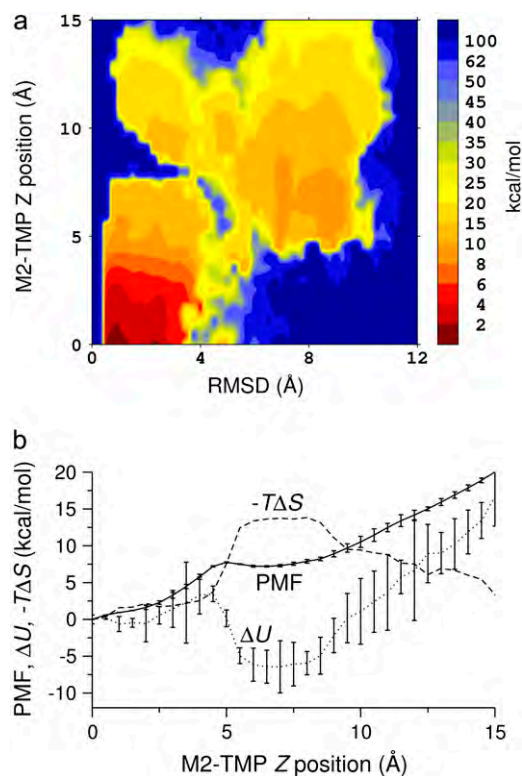 a
15
10
5
0
M2-TMP Z position (Å)
0 4 8 12
RMSD (Å)
100
62
50
45
40
35
30
25
20
15
10
8
6
4
2
kcal/mol
b
20
15
10
5
0
-5
-10
PMF, ΔU, -TΔS (kcal/mol)
-TΔS
PMF
ΔU
0 5 10 15
M2-TMP Z position (Å)